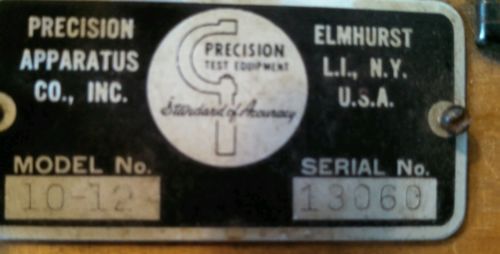 PRECISION
APPARATUS
CO., INC.
PRECISION
TEST EQUIPMENT
Standard of Accuracy
ELMHURST
L.I., N.Y.
U.S.A.
MODEL No.
10-12
SERIAL No.
13060